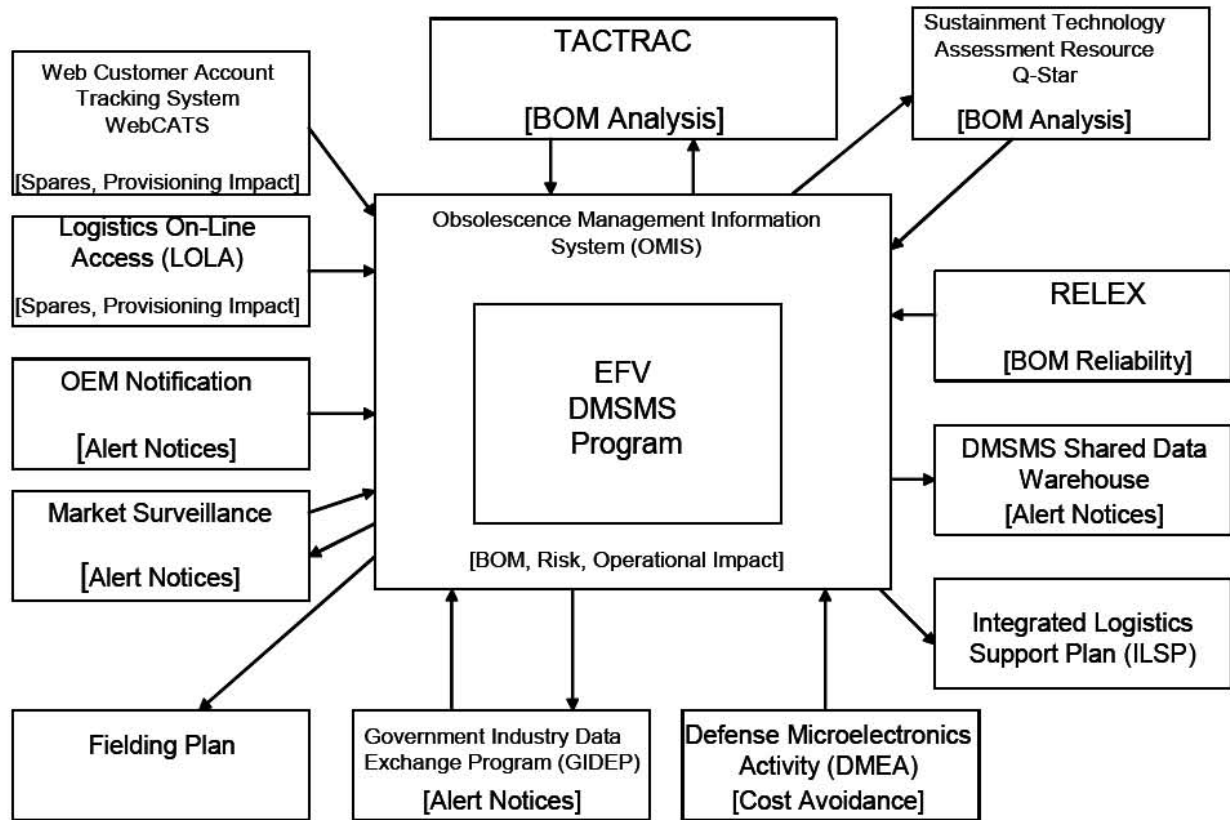 TACTRAC
[BOM Analysis]
Sustainment Technology
Assessment Resource
Q-Star
[BOM Analysis]
Web Customer Account
Tracking System
WebCATS
[Spares, Provisioning Impact]
Logistics On-Line
Access (LOLA)
[Spares, Provisioning Impact]
Obsolescence Management Information
System (OMIS)
EFV
DMSMS
Program
[BOM, Risk, Operational Impact]
RELEX
[BOM Reliability]
OEM Notification
[Alert Notices]
DMSMS Shared Data
Warehouse
[Alert Notices]
Market Surveillance
[Alert Notices]
Integrated Logistics
Support Plan (ILSP)
Fielding Plan
Government Industry Data
Exchange Program (GIDEP)
[Alert Notices]
Defense Microelectronics
Activity (DMEA)
[Cost Avoidance]